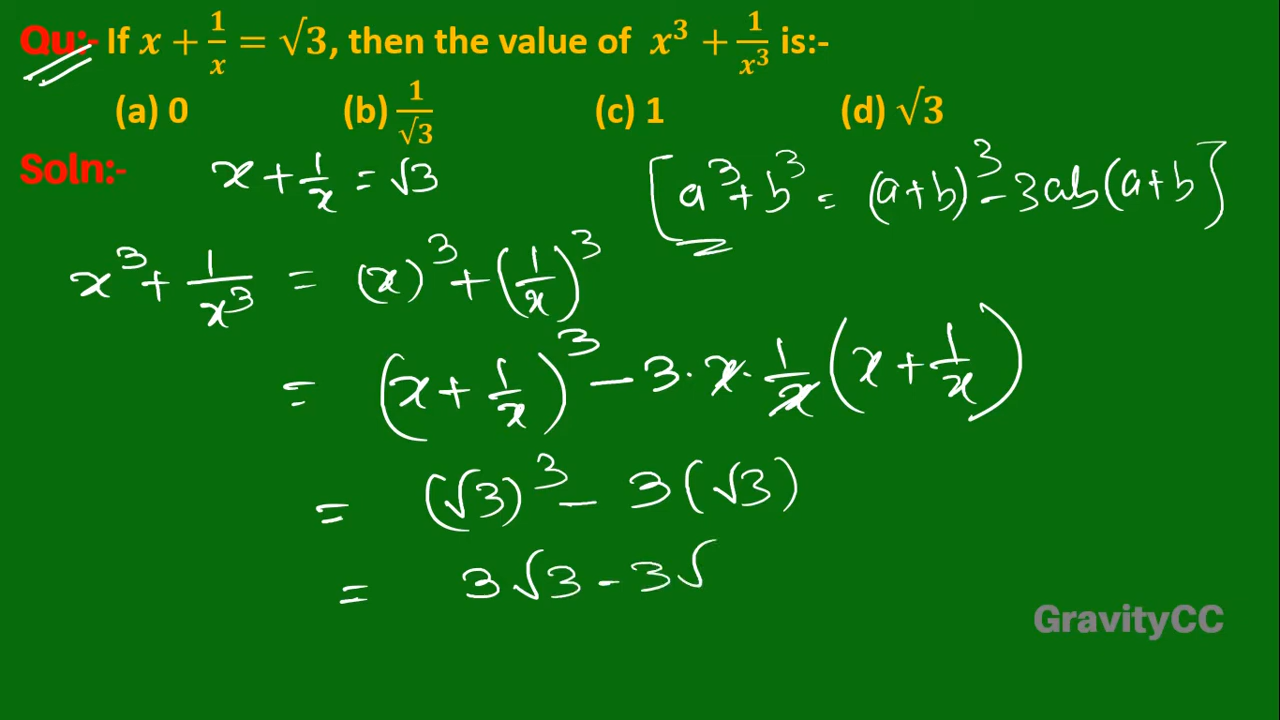 Qu:- If x + 1/x = √3, then the value of x³ + 1/x³ is:-
(a) 0 (b) 1/√3 (c) 1 (d) √3
Soln:- x + 1/x = √3 [a³ + b³ = (a+b)³ - 3ab(a+b]
x³ + 1/x³ = (x)³ + (1/x)³
= (x + 1/x)³ - 3·x·1/x(x + 1/x)
= (√3)³ - 3(√3)
= 3√3 - 3√
GravityCC